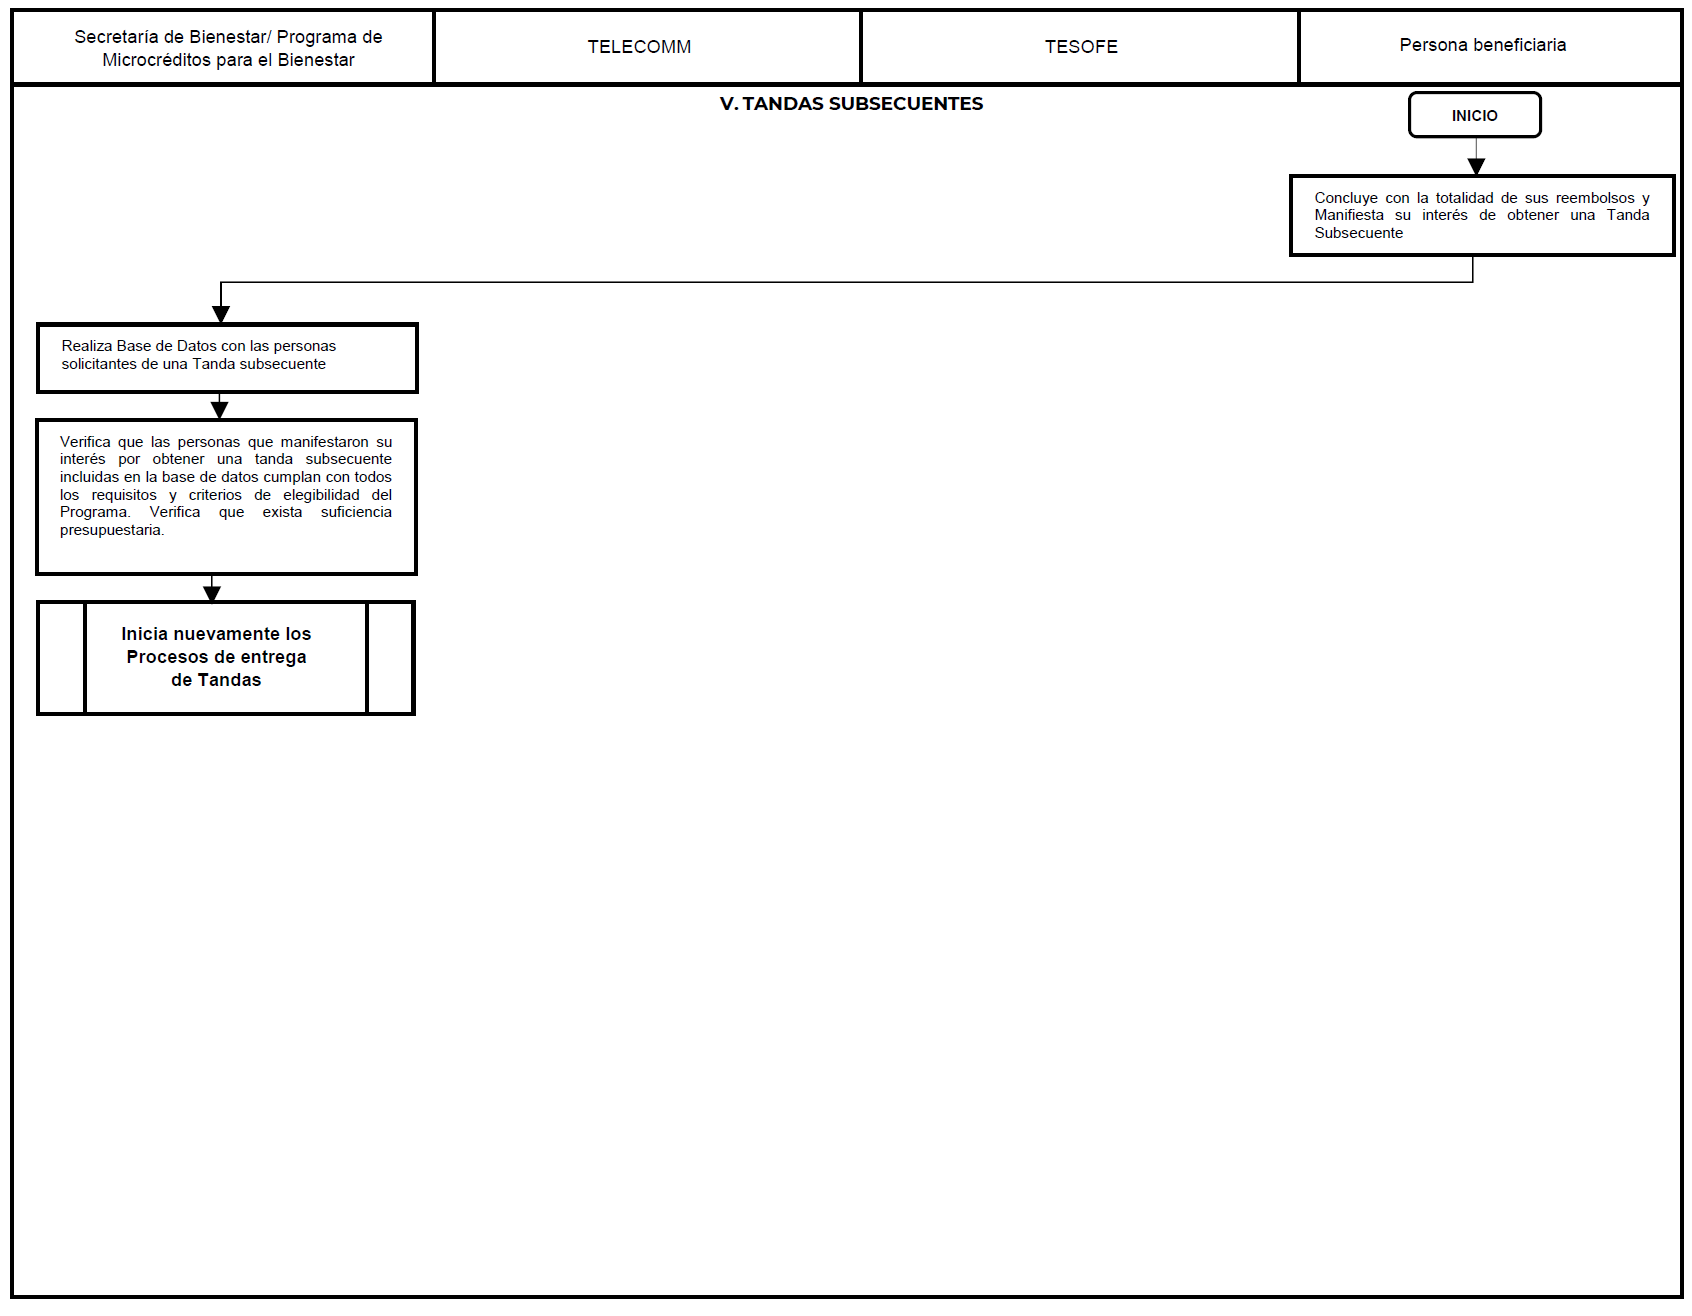 Secretaría de Bienestar/ Programa de
Microcréditos para el Bienestar
TELECOMM
TESOFE
Persona beneficiaria
V. TANDAS SUBSECUENTES
INICIO
Concluye con la totalidad de sus reembolsos y
Manifiesta su interés de obtener una Tanda
Subsecuente
Realiza Base de Datos con las personas
solicitantes de una Tanda subsecuente
Verifica que las personas que manifestaron su
interés por obtener una tanda subsecuente
incluidas en la base de datos cumplan con todos
los requisitos y criterios de elegibilidad del
Programa. Verifica que exista suficiencia
presupuestaria.
Inicia nuevamente los
Procesos de entrega
de Tandas